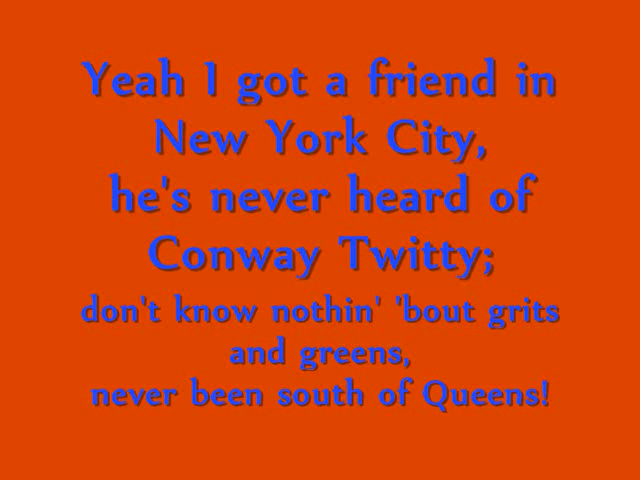 Yeah I got a friend in
New York City,
he's never heard of
Conway Twitty;
don't know nothin' 'bout grits
and greens,
never been south of Queens!